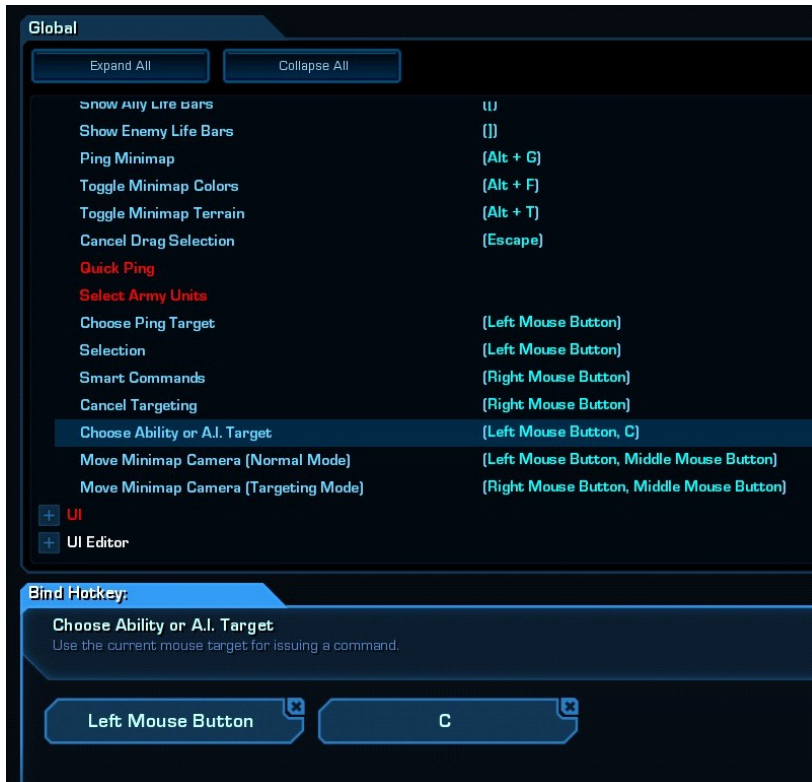 Global
Expand All Collapse All
Show Ally Life Bars ([)
Show Enemy Life Bars (])
Ping Minimap (Alt + G)
Toggle Minimap Colors (Alt + F)
Toggle Minimap Terrain (Alt + T)
Cancel Drag Selection (Escape)
Quick Ping
Select Army Units
Choose Ping Target (Left Mouse Button)
Selection (Left Mouse Button)
Smart Commands (Right Mouse Button)
Cancel Targeting (Right Mouse Button)
Choose Ability or A.I. Target (Left Mouse Button, C)
Move Minimap Camera (Normal Mode) (Left Mouse Button, Middle Mouse Button)
Move Minimap Camera (Targeting Mode) (Right Mouse Button, Middle Mouse Button)
+ UI
+ UI Editor
Bind Hotkey:
Choose Ability or A.I. Target
Use the current mouse target for issuing a command.
Left Mouse Button C